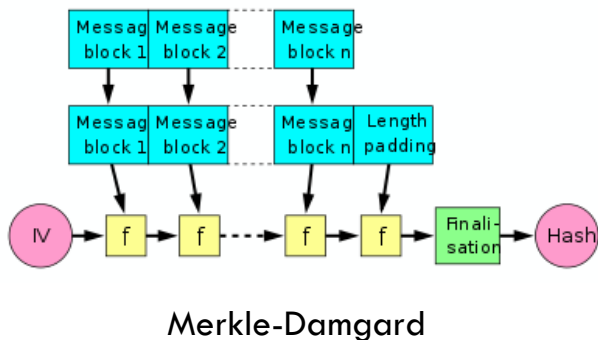 Message Message Message
block 1 block 2 block n
Messag Message Messag Length
block 1 block 2 block n padding
IV f f f f Finali-
sation Hash
Merkle-Damgard